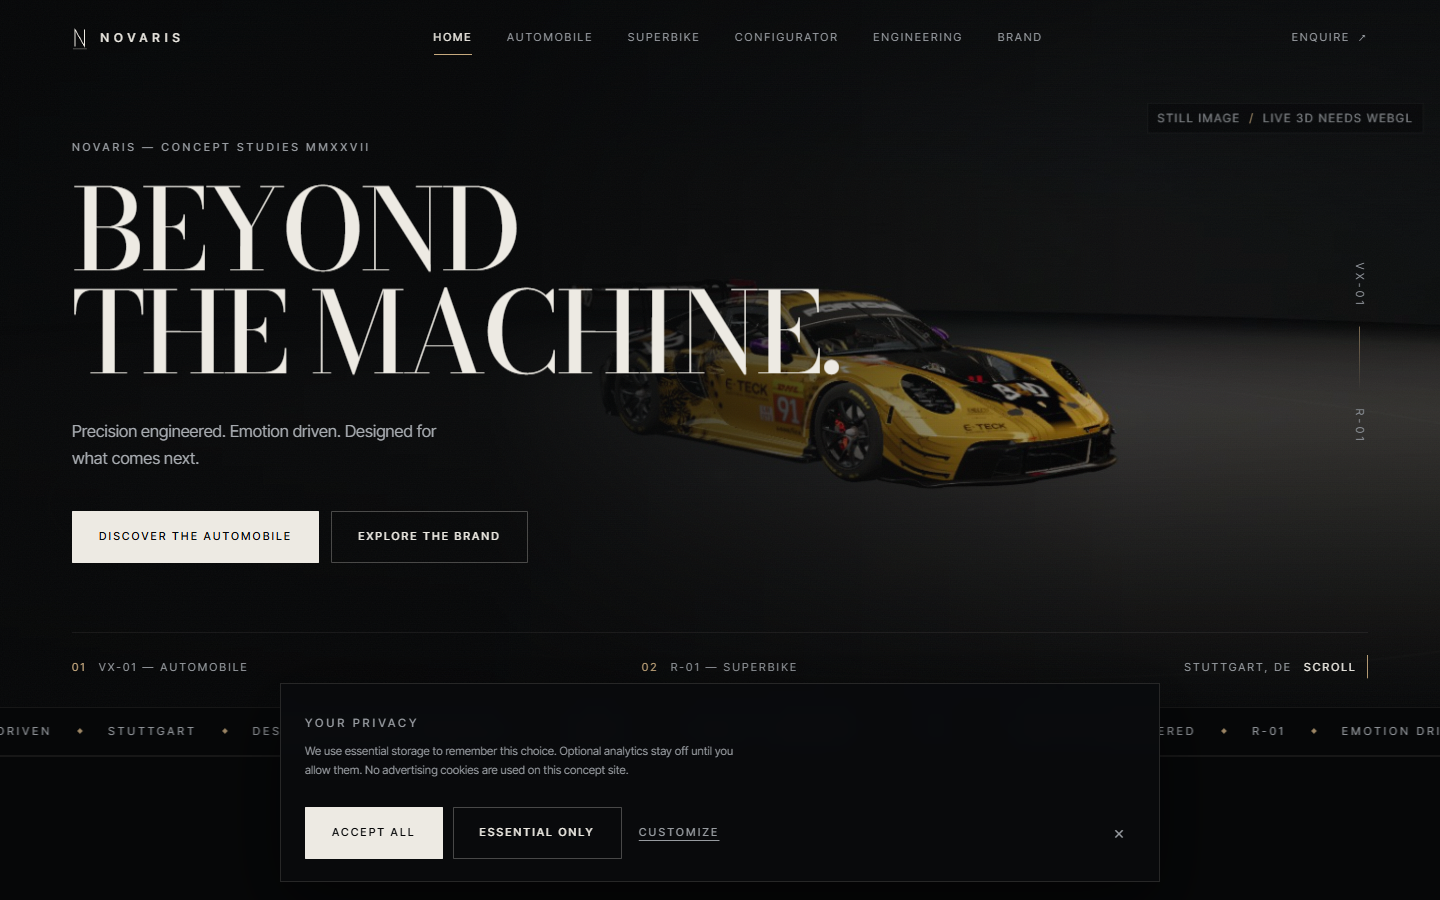 NOVARIS
HOME
AUTOMOBILE
SUPERBIKE
CONFIGURATOR
ENGINEERING
BRAND
ENQUIRE ↗
STILL IMAGE / LIVE 3D NEEDS WEBGL
NOVARIS — CONCEPT STUDIES MMXXVII
BEYOND
THE MACHINE.
E·TECK
91
E·TECK
VX-01
R-01
Precision engineered. Emotion driven. Designed for
what comes next.
DISCOVER THE AUTOMOBILE
EXPLORE THE BRAND
01 VX-01 — AUTOMOBILE
02 R-01 — SUPERBIKE
STUTTGART, DE SCROLL
DRIVEN ◆ STUTTGART ◆ DES
ERED ◆ R-01 ◆ EMOTION DRI
YOUR PRIVACY
We use essential storage to remember this choice. Optional analytics stay off until you
allow them. No advertising cookies are used on this concept site.
ACCEPT ALL
ESSENTIAL ONLY
CUSTOMIZE
✕